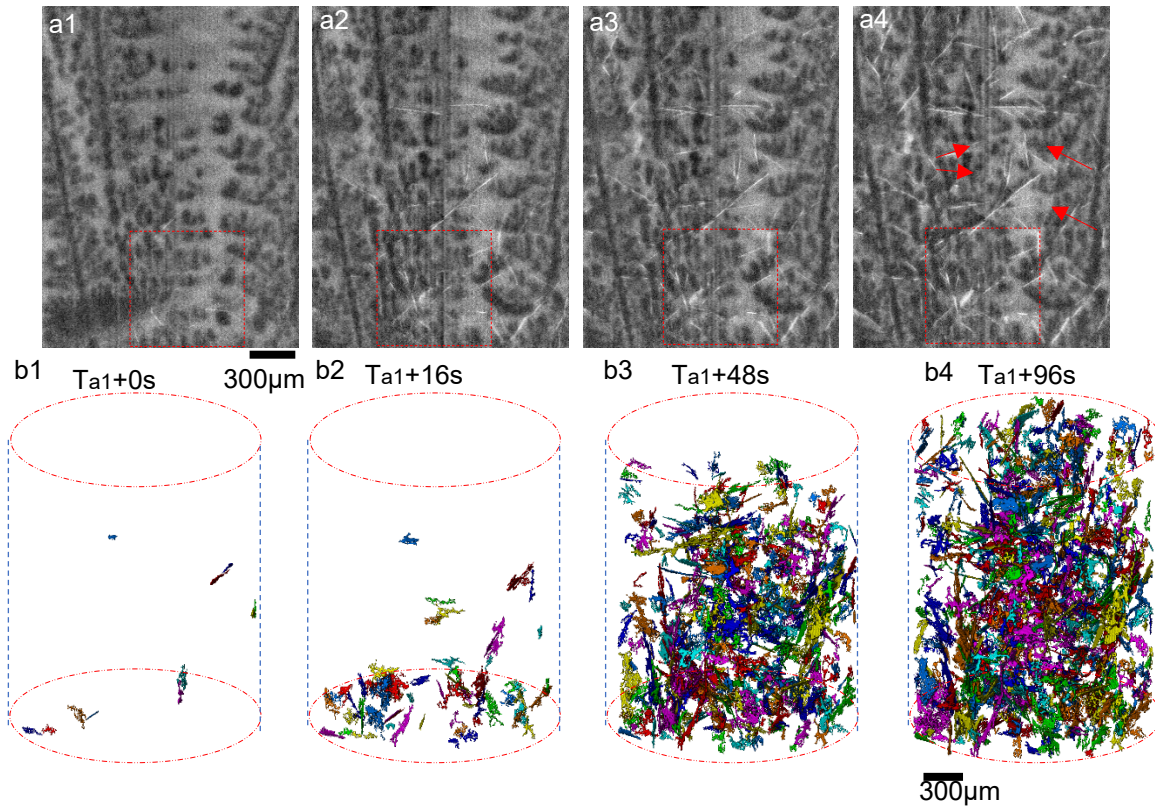 a1
a2
a3
a4
300µm
b1
Ta1+0s
b2
Ta1+16s
b3
Ta1+48s
b4
Ta1+96s
300µm